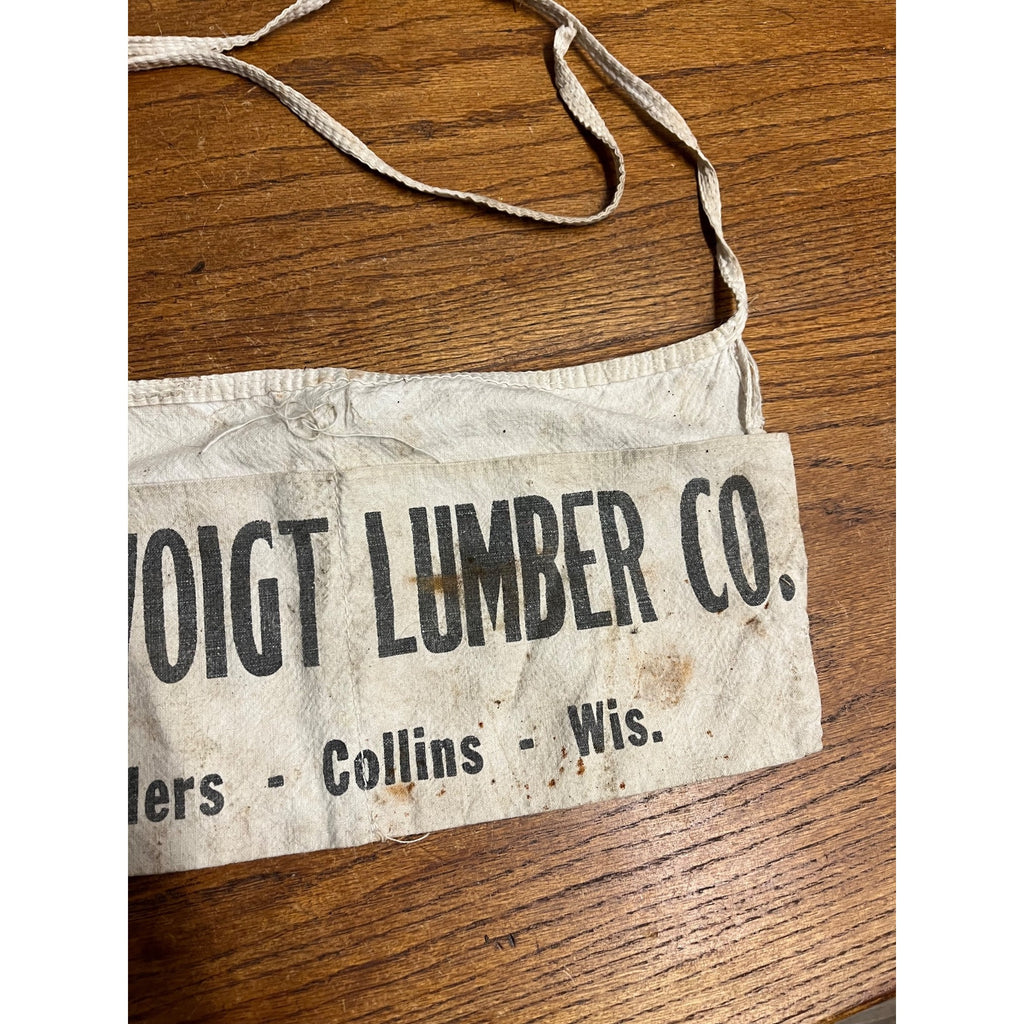 VOIGT LUMBER CO.
lers - Collins - Wis.